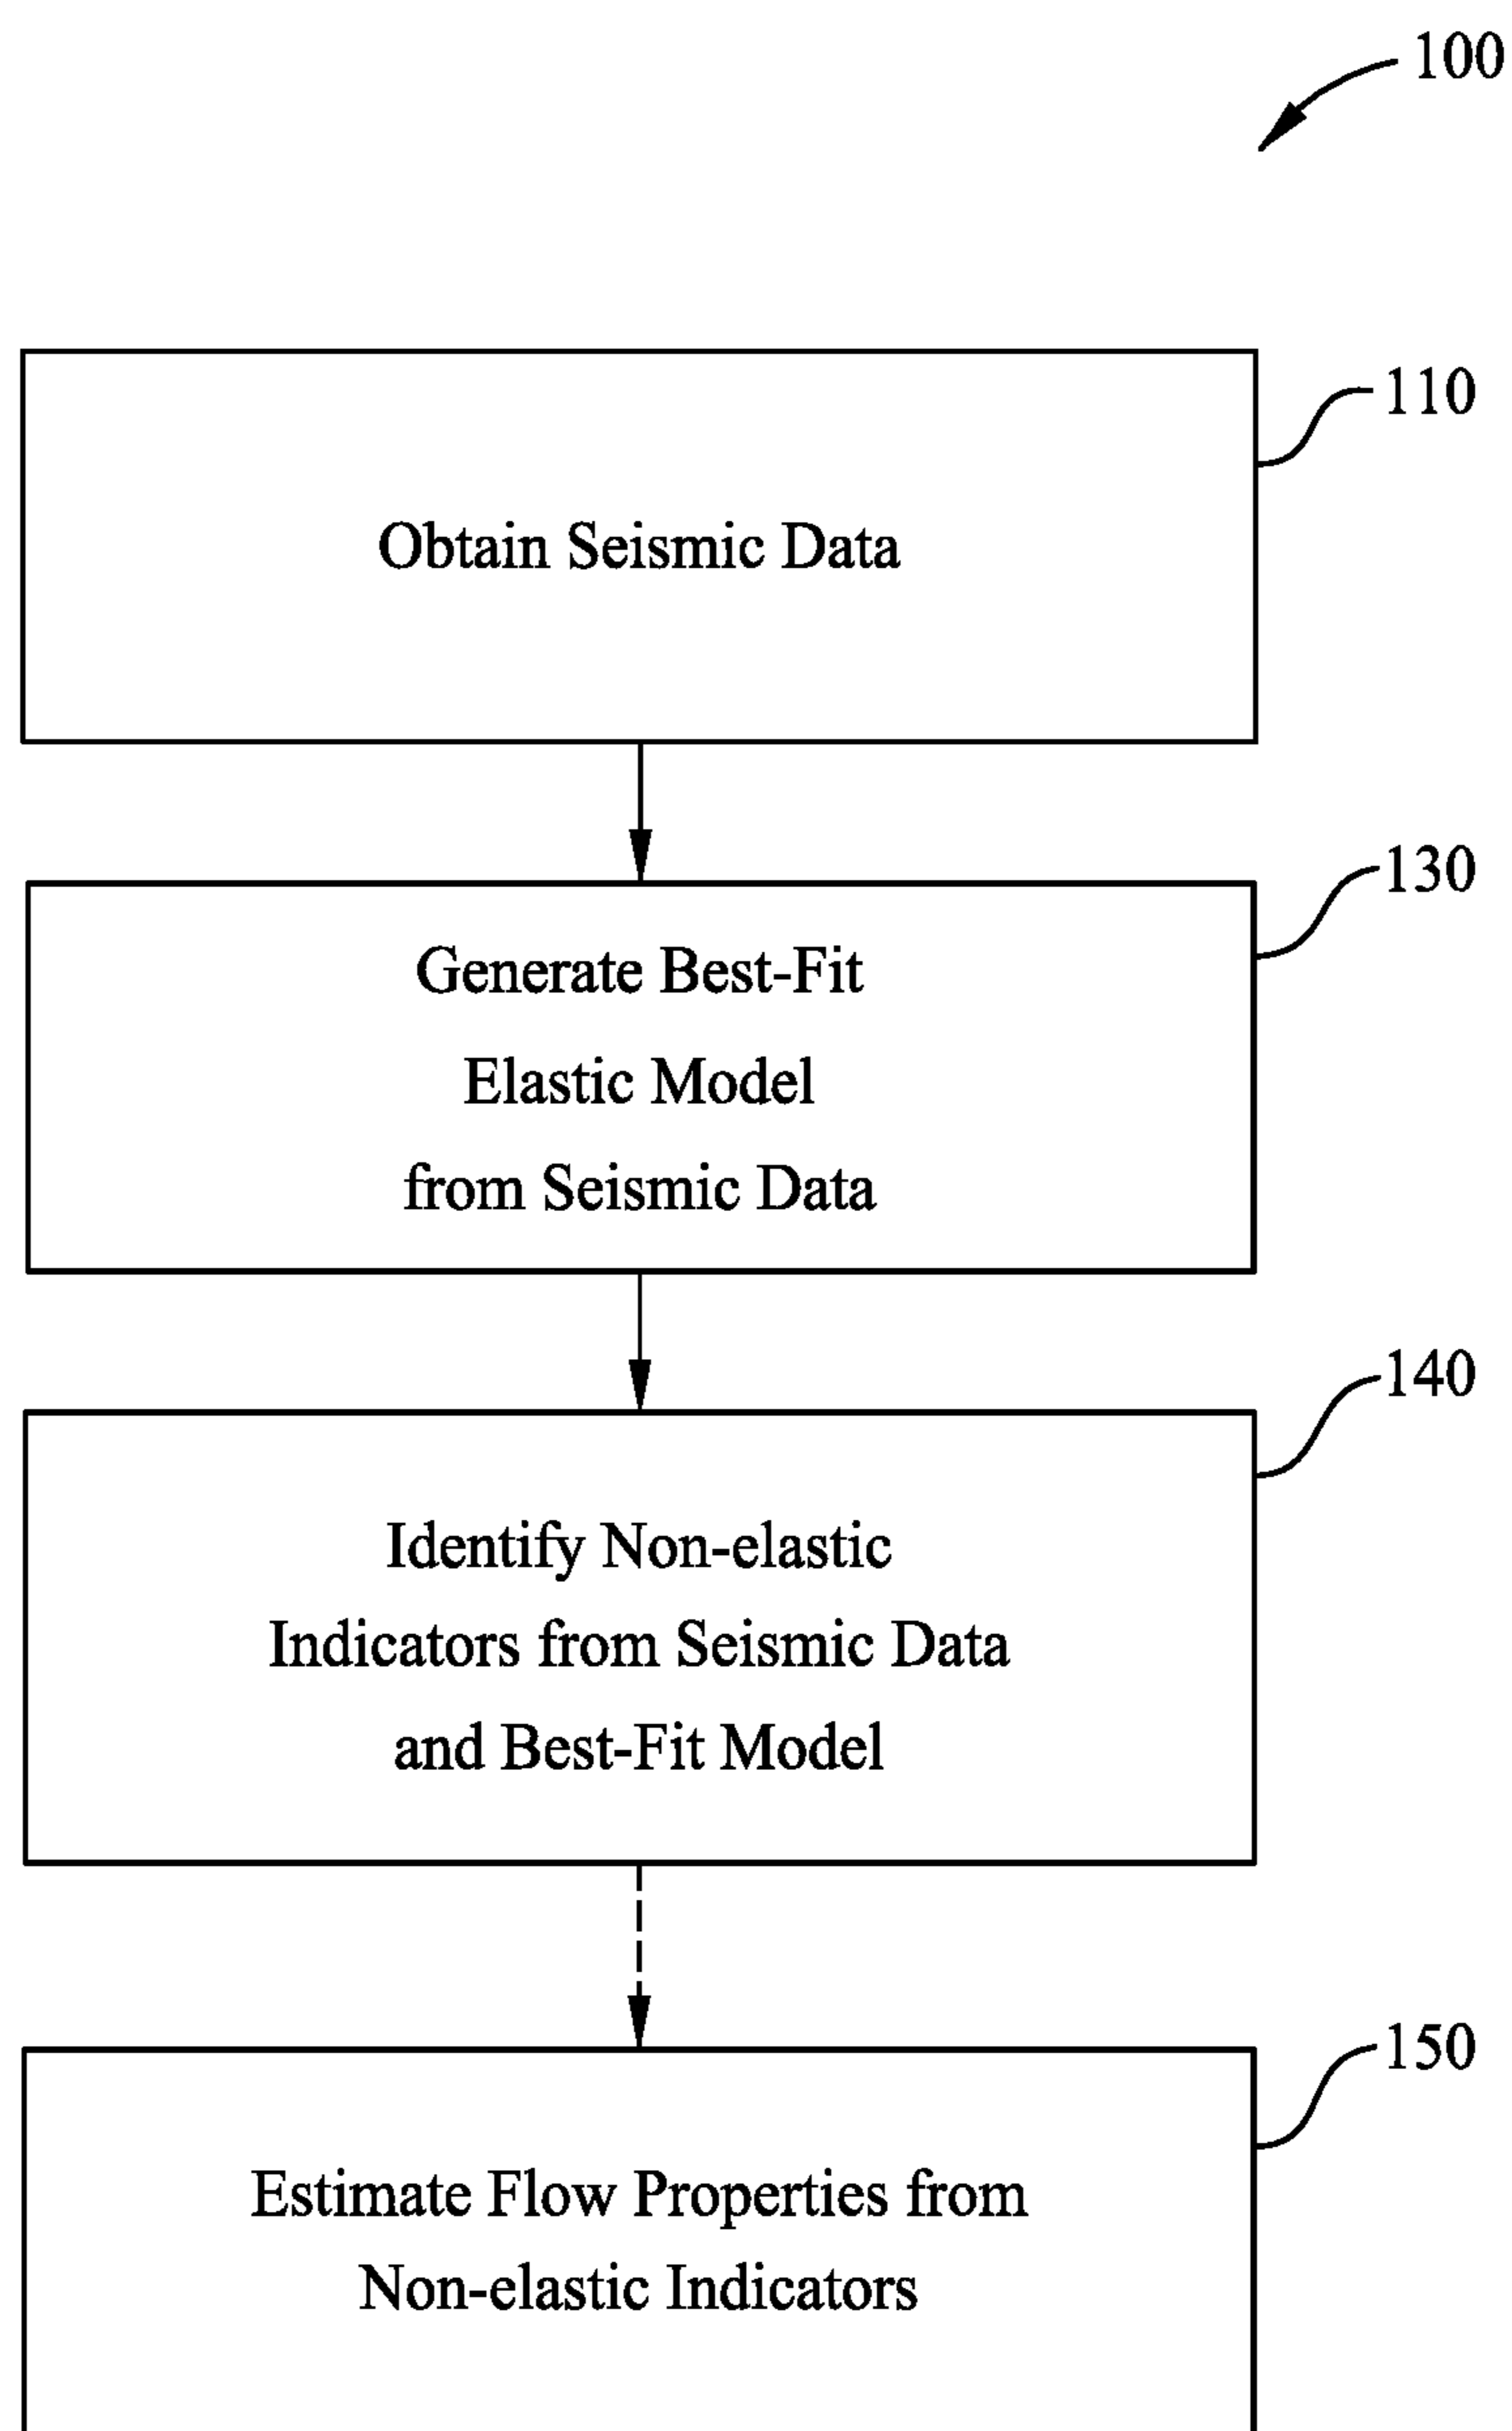 100
110
Obtain Seismic Data
130
Generate Best-Fit
Elastic Model
from Seismic Data
140
Identify Non-elastic
Indicators from Seismic Data
and Best-Fit Model
150
Estimate Flow Properties from
Non-elastic Indicators